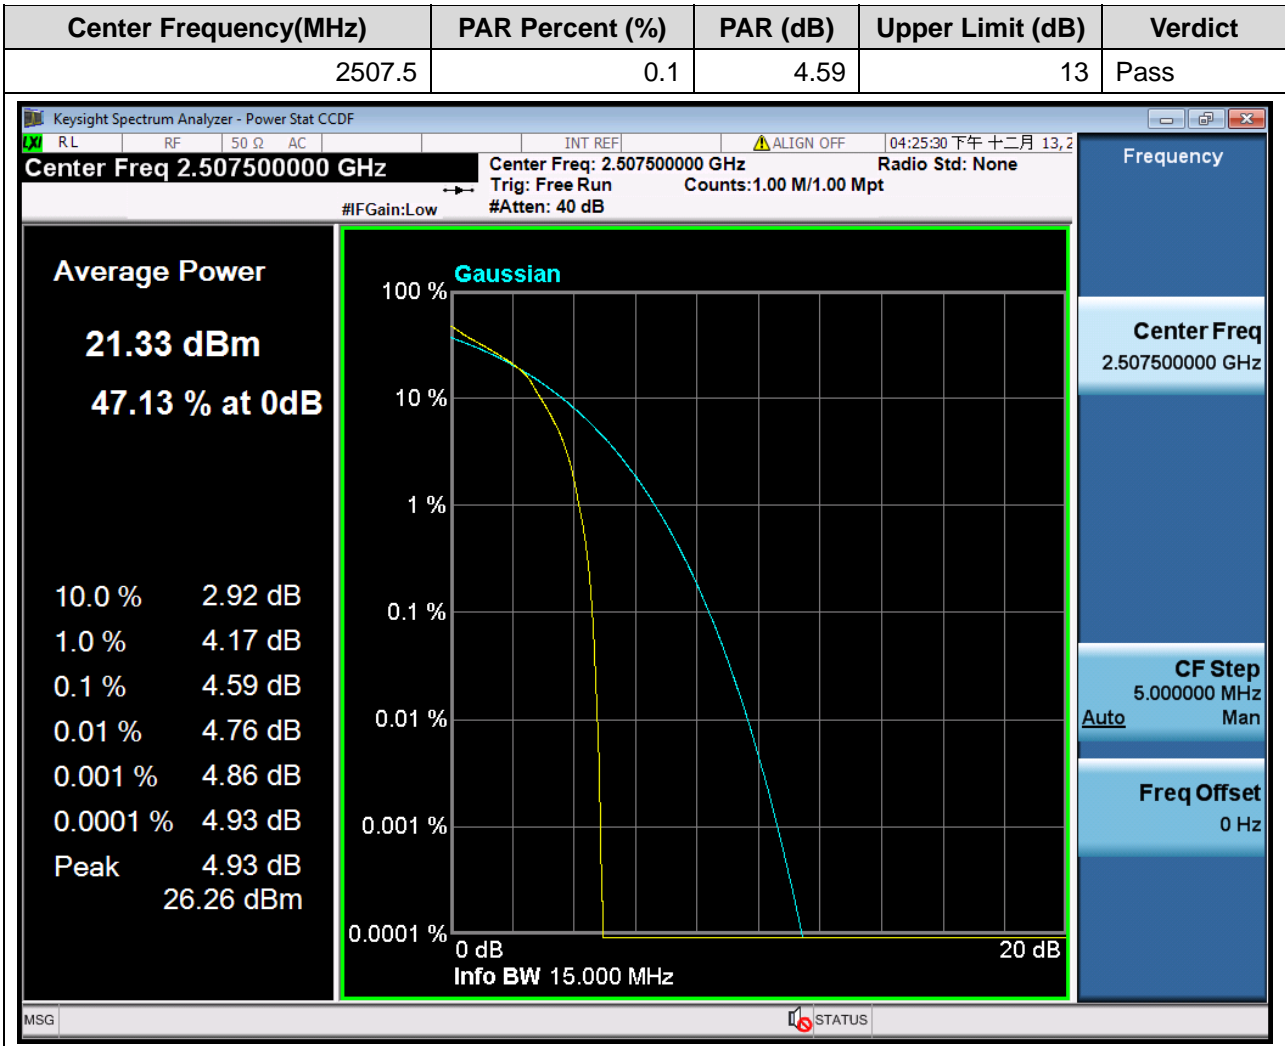 Center Frequency(MHz) PAR Percent (%) PAR (dB) Upper Limit (dB) Verdict
2507.5 0.1 4.59 13 Pass
Keysight Spectrum Analyzer - Power Stat CCDF
LXI RL RF 50 Ω AC INT REF ALIGN OFF 04:25:30 下午 十二月 13, 2
Center Freq 2.507500000 GHz
Center Freq: 2.507500000 GHz Radio Std: None
Trig: Free Run Counts:1.00 M/1.00 Mpt
#IFGain:Low #Atten: 40 dB
Frequency
Average Power
21.33 dBm
47.13 % at 0dB
10.0 % 2.92 dB
1.0 % 4.17 dB
0.1 % 4.59 dB
0.01 % 4.76 dB
0.001 % 4.86 dB
0.0001 % 4.93 dB
Peak 4.93 dB
26.26 dBm
Gaussian
100 %
10 %
1 %
0.1 %
0.01 %
0.001 %
0.0001 %
0 dB 20 dB
Info BW 15.000 MHz
Center Freq
2.507500000 GHz
CF Step
5.000000 MHz
Auto Man
Freq Offset
0 Hz
MSG STATUS